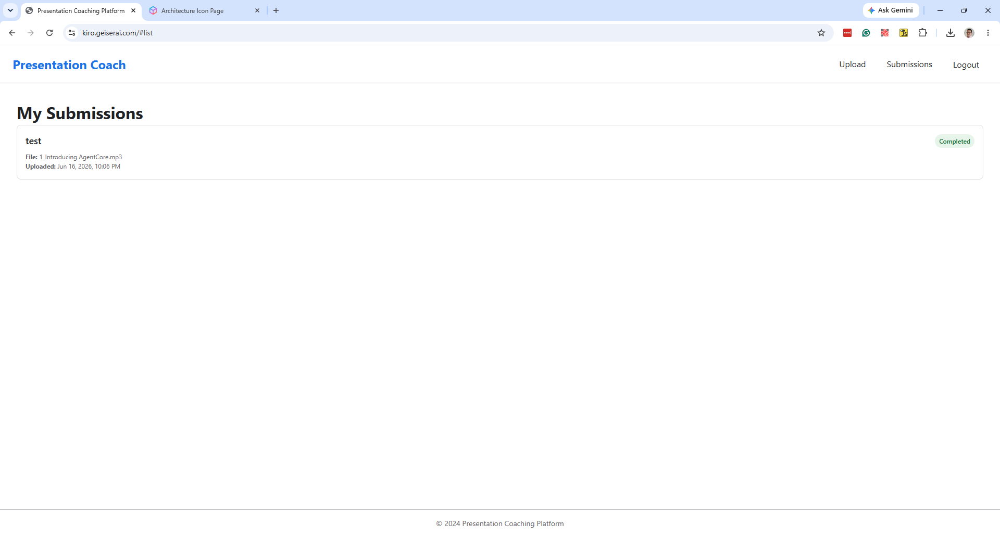 Presentation Coaching Platform
Architecture Icon Page
Ask Gemini
kiro.geiserai.com/#list
JS
Presentation Coach
Upload
Submissions
Logout
My Submissions
test
Completed
File: 1_Introducing AgentCore.mp3
Uploaded: Jun 16, 2026, 10:06 PM
© 2024 Presentation Coaching Platform